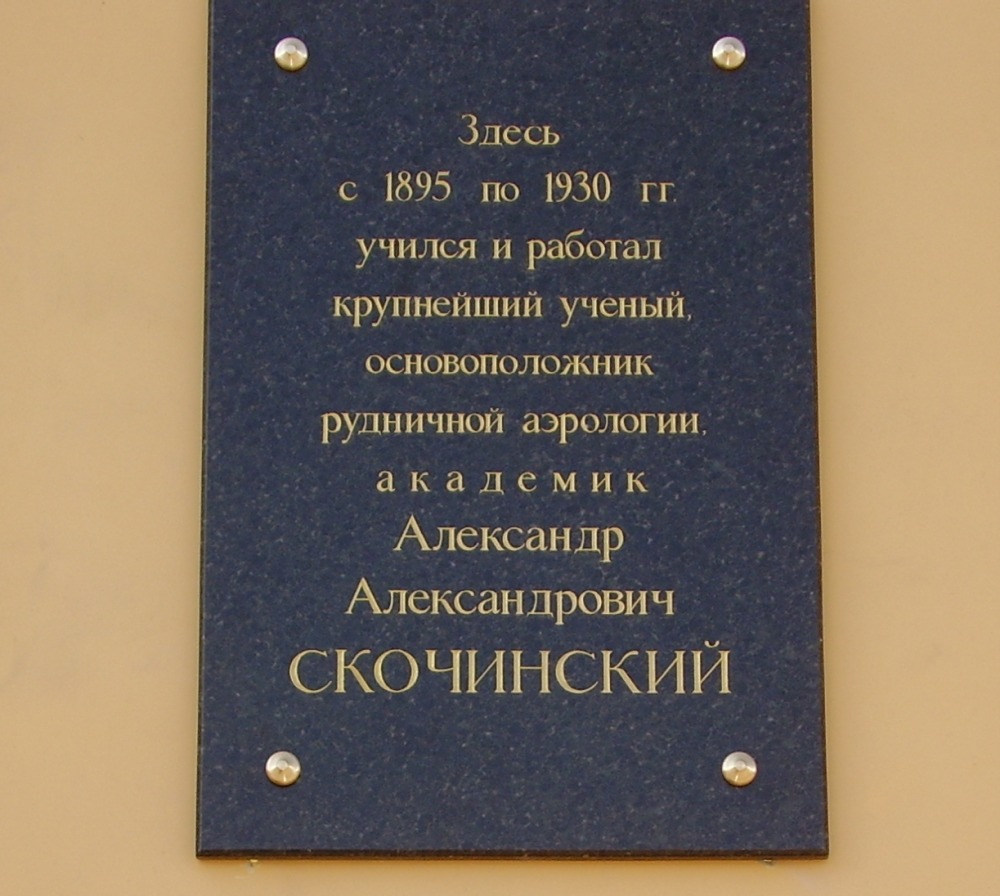 Здесь
с 1895 по 1930 гг.
учился и работал
крупнейший ученый,
основоположник
рудничной аэрологии,
академик
Александр
Александрович
СКОЧИНСКИЙ